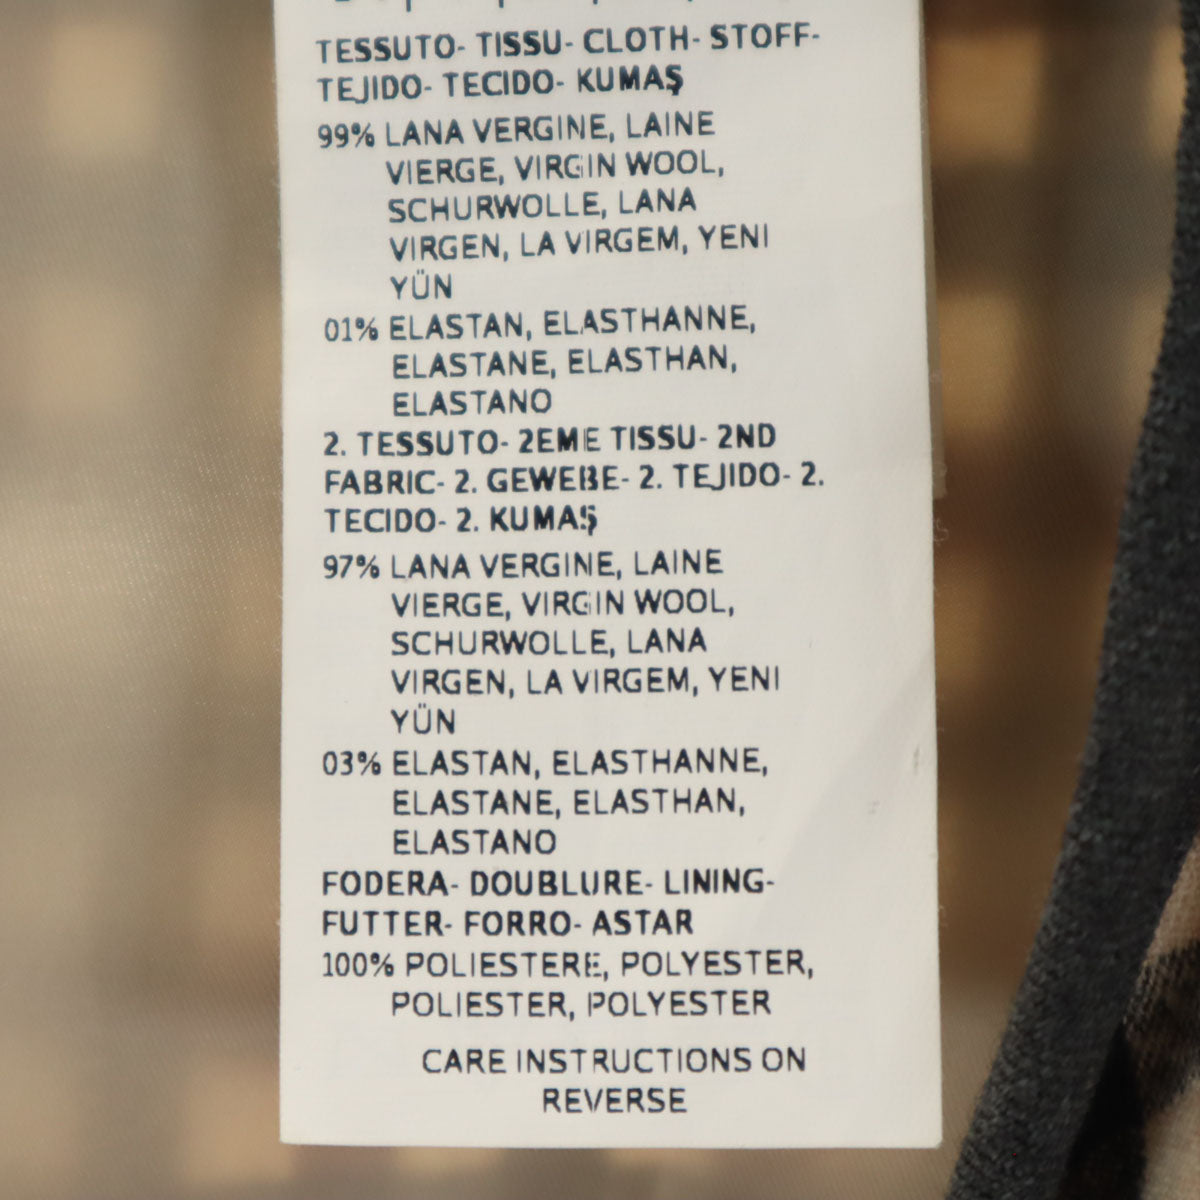 TESSUTO- TISSU- CLOTH- STOFF-
TEJIDO- TECIDO- KUMAŞ
99% LANA VERGINE, LAINE
VIERGE, VIRGIN WOOL,
SCHURWOLLE, LANA
VIRGEN, LA VIRGEM, YENI
YÜN
01% ELASTAN, ELASTHANNE,
ELASTANE, ELASTHAN,
ELASTANO
2. TESSUTO- 2EME TISSU- 2ND
FABRIC- 2. GEWEBE- 2. TEJIDO- 2.
TECIDO- 2. KUMAŞ
97% LANA VERGINE, LAINE
VIERGE, VIRGIN WOOL,
SCHURWOLLE, LANA
VIRGEN, LA VIRGEM, YENI
YÜN
03% ELASTAN, ELASTHANNE,
ELASTANE, ELASTHAN,
ELASTANO
FODERA- DOUBLURE- LINING-
FUTTER- FORRO- ASTAR
100% POLIESTERE, POLYESTER,
POLIESTER, POLYESTER
CARE INSTRUCTIONS ON
REVERSE